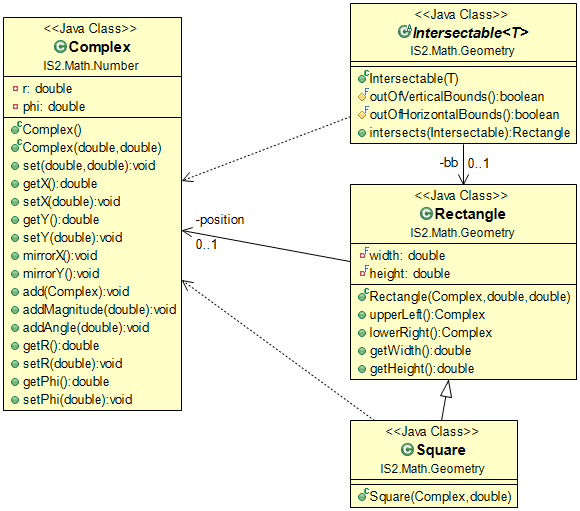 <<Java Class>>
Complex
IS2.Math.Number
r: double
phi: double
Complex()
Complex(double,double)
set(double,double):void
getX():double
setX(double):void
getY():double
setY(double):void
mirrorX():void
mirrorY():void
add(Complex):void
addMagnitude(double):void
addAngle(double):void
getR():double
setR(double):void
getPhi():double
setPhi(double):void
<<Java Class>>
Intersectable<T>
IS2.Math.Geometry
Intersectable(T)
outOfVerticalBounds():boolean
outOfHorizontalBounds():boolean
intersects(Intersectable):Rectangle
-bb 0..1
-position
0..1
<<Java Class>>
Rectangle
IS2.Math.Geometry
width: double
height: double
Rectangle(Complex,double,double)
upperLeft():Complex
lowerRight():Complex
getWidth():double
getHeight():double
<<Java Class>>
Square
IS2.Math.Geometry
Square(Complex,double)